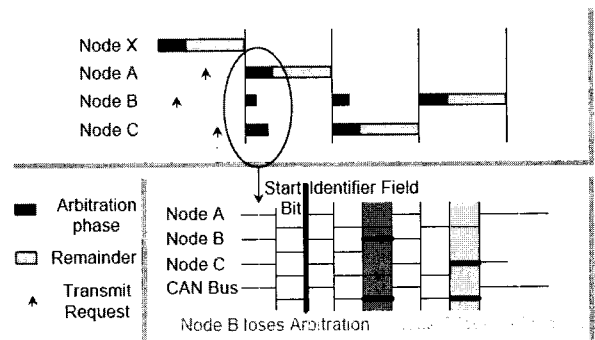 Node X
Node A
Node B
Node C
Start Identifier Field
Bit
Arbitration phase
Remainder
Transmit Request
Node A
Node B
Node C
CAN Bus
Node B loses Arbitration